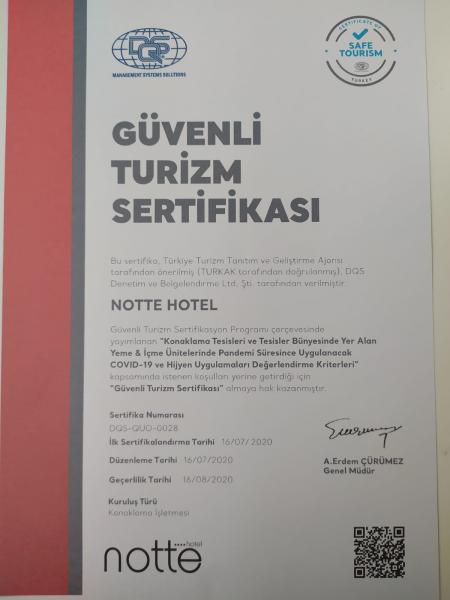 DQS
MANAGEMENT SYSTEMS SOLUTIONS
CERTIFICATE OF
SAFE
TOURISM
TURKEY
GÜVENLİ
TURİZM
SERTİFİKASI
Bu sertifika, Türkiye Turizm Tanıtım ve Geliştirme Ajansı
tarafından önerilmiş (TURKAK tarafından doğrulanmış), DQS
Denetim ve Belgelendirme Ltd. Şti. tarafından verilmiştir.
NOTTE HOTEL
Güvenli Turizm Sertifikasyon Programı çerçevesinde
yayımlanan "Konaklama Tesisleri ve Tesisler Bünyesinde Yer Alan
Yeme & İçme Ünitelerinde Pandemi Süresince Uygulanacak
COVID-19 ve Hijyen Uygulamaları Değerlendirme Kriterleri"
kapsamında istenen koşulları yerine getirdiği için
"Güvenli Turizm Sertifikası" almaya hak kazanmıştır.
Sertifika Numarası
DQS-QUO-0028
İlk Sertifikalandırma Tarihi 16/07/2020
Düzenleme Tarihi 16/07/2020
Geçerlilik Tarihi 16/08/2020
A.Erdem ÇÜRÜMEZ
Genel Müdür
Kuruluş Türü
Konaklama İşletmesi
hotel
notte